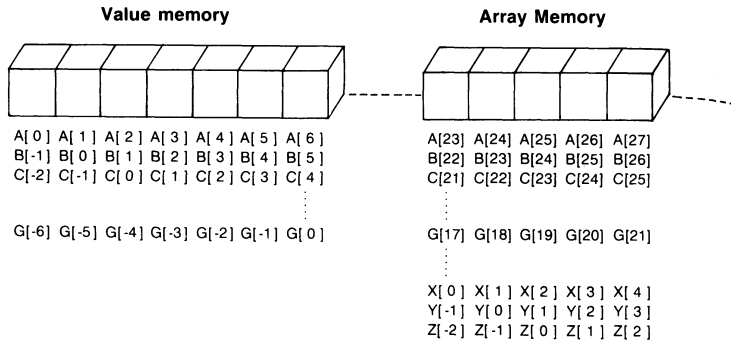 Value memory
A[ 0 ] A[ 1 ] A[ 2 ] A[ 3 ] A[ 4 ] A[ 5 ] A[ 6 ]
B[-1 ] B[ 0 ] B[ 1 ] B[ 2 ] B[ 3 ] B[ 4 ] B[ 5 ]
C[-2 ] C[-1 ] C[ 0 ] C[ 1 ] C[ 2 ] C[ 3 ] C[ 4 ]
G[-6 ] G[-5 ] G[-4 ] G[-3 ] G[-2 ] G[-1 ] G[ 0 ]
Array Memory
A[23] A[24] A[25] A[26] A[27]
B[22] B[23] B[24] B[25] B[26]
C[21] C[22] C[23] C[24] C[25]
G[17] G[18] G[19] G[20] G[21]
X[ 0 ] X[ 1 ] X[ 2 ] X[ 3 ] X[ 4 ]
Y[-1 ] Y[ 0 ] Y[ 1 ] Y[ 2 ] Y[ 3 ]
Z[-2 ] Z[-1 ] Z[ 0 ] Z[ 1 ] Z[ 2 ]